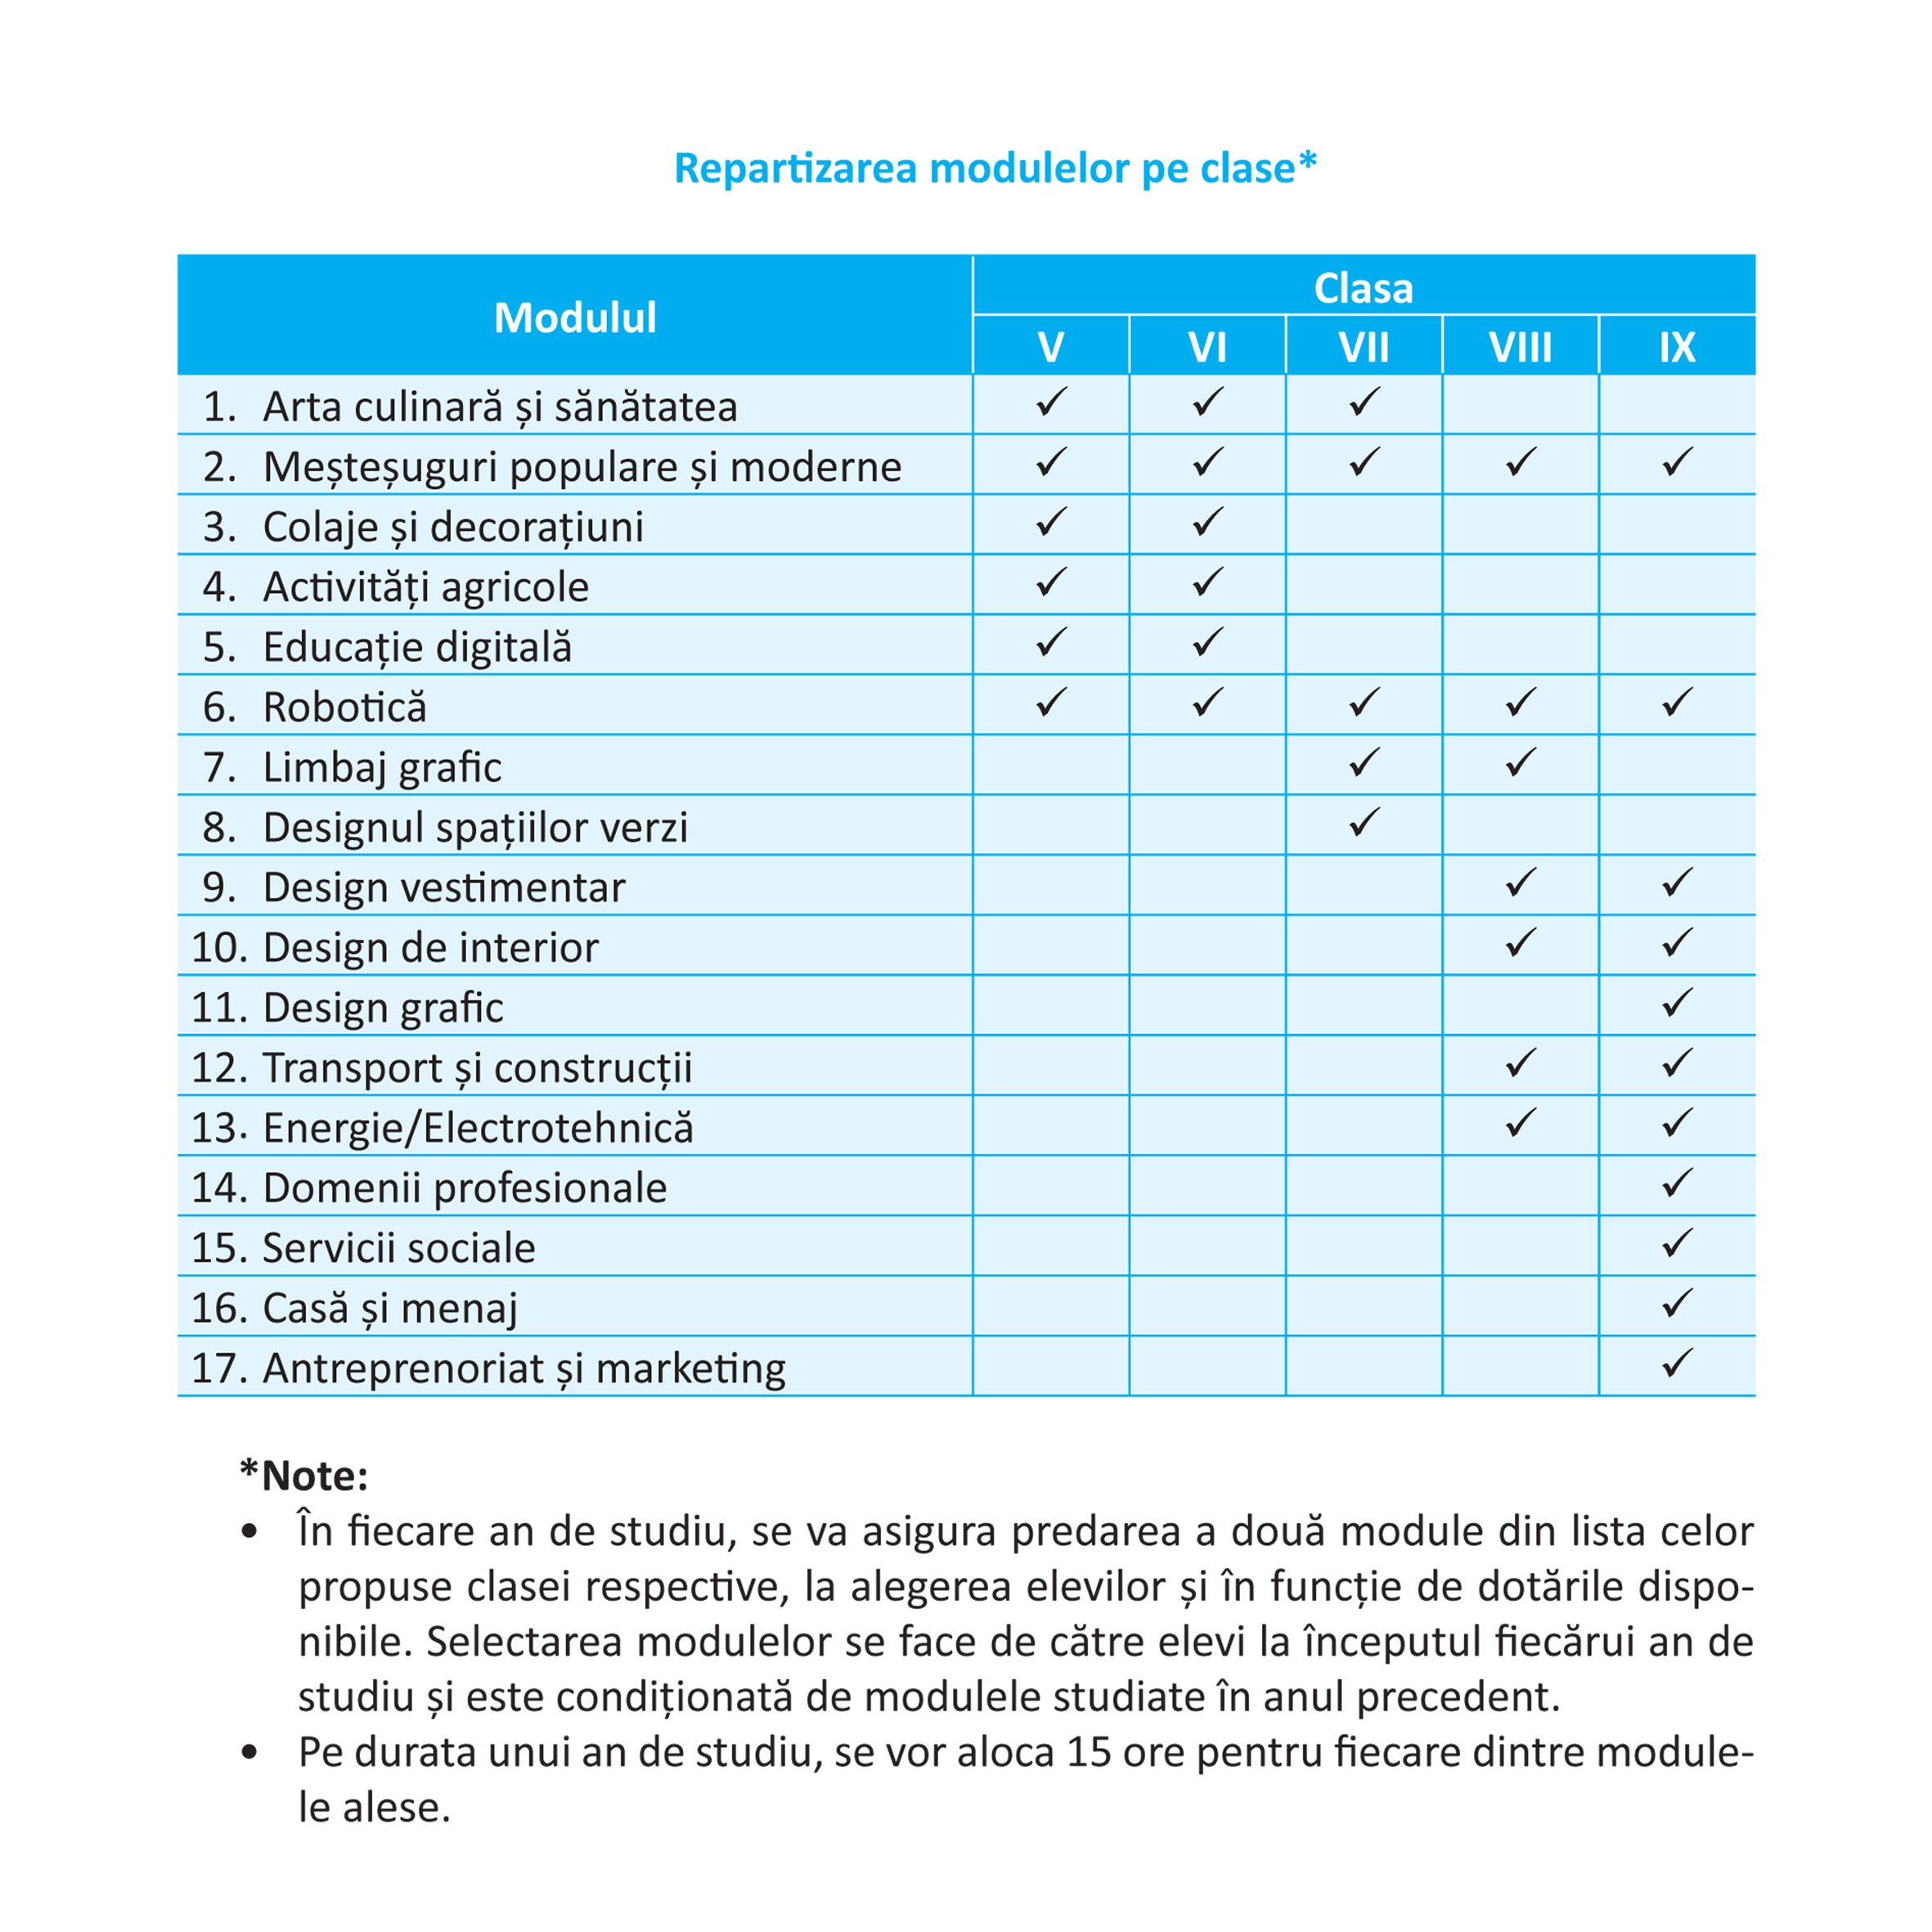 Repartizarea modulelor pe clase*
Modulul Clasa
V VI VII VIII IX
1. Arta culinară și sănătatea ✓ ✓ ✓
2. Meșteșuguri populare și moderne ✓ ✓ ✓ ✓ ✓
3. Colaje și decorațiuni ✓ ✓
4. Activități agricole ✓ ✓
5. Educație digitală ✓ ✓
6. Robotică ✓ ✓ ✓ ✓ ✓
7. Limbaj grafic ✓ ✓
8. Designul spațiilor verzi ✓
9. Design vestimentar ✓ ✓
10. Design de interior ✓ ✓
11. Design grafic ✓
12. Transport și construcții ✓ ✓
13. Energie/Electrotehnică ✓ ✓
14. Domenii profesionale ✓
15. Servicii sociale ✓
16. Casă și menaj ✓
17. Antreprenoriat și marketing ✓
*Note:
• În fiecare an de studiu, se va asigura predarea a două module din lista celor
propuse clasei respective, la alegerea elevilor și în funcție de dotările dispo-
nibile. Selectarea modulelor se face de către elevi la începutul fiecărui an de
studiu și este condiționată de modulele studiate în anul precedent.
• Pe durata unui an de studiu, se vor aloca 15 ore pentru fiecare dintre module-
le alese.